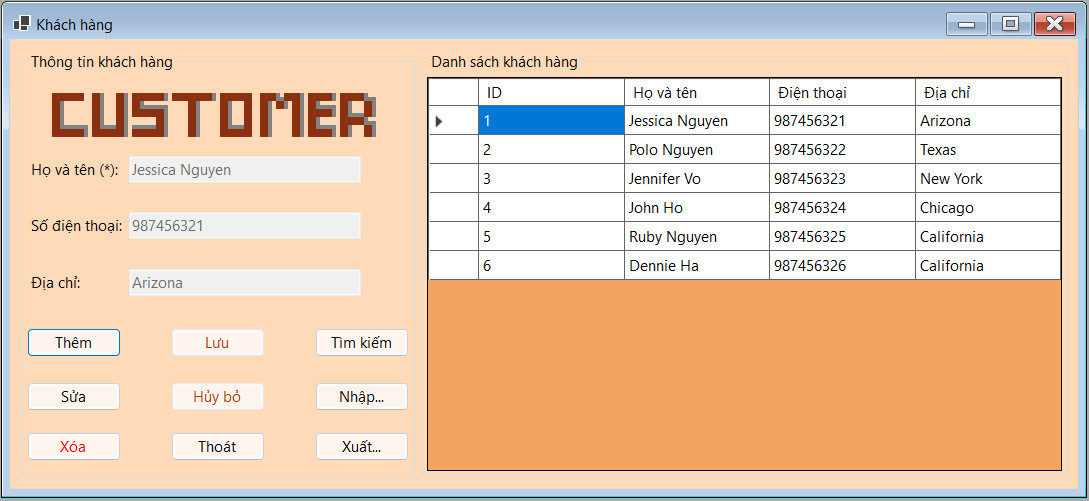 Khách hàng
Thông tin khách hàng
CUSTOMER
Họ và tên (*): Jessica Nguyen
Số điện thoại: 987456321
Địa chỉ: Arizona
Thêm Lưu Tìm kiếm
Sửa Hủy bỏ Nhập...
Xóa Thoát Xuất...
Danh sách khách hàng
ID Họ và tên Điện thoại Địa chỉ
1 Jessica Nguyen 987456321 Arizona
2 Polo Nguyen 987456322 Texas
3 Jennifer Vo 987456323 New York
4 John Ho 987456324 Chicago
5 Ruby Nguyen 987456325 California
6 Dennie Ha 987456326 California